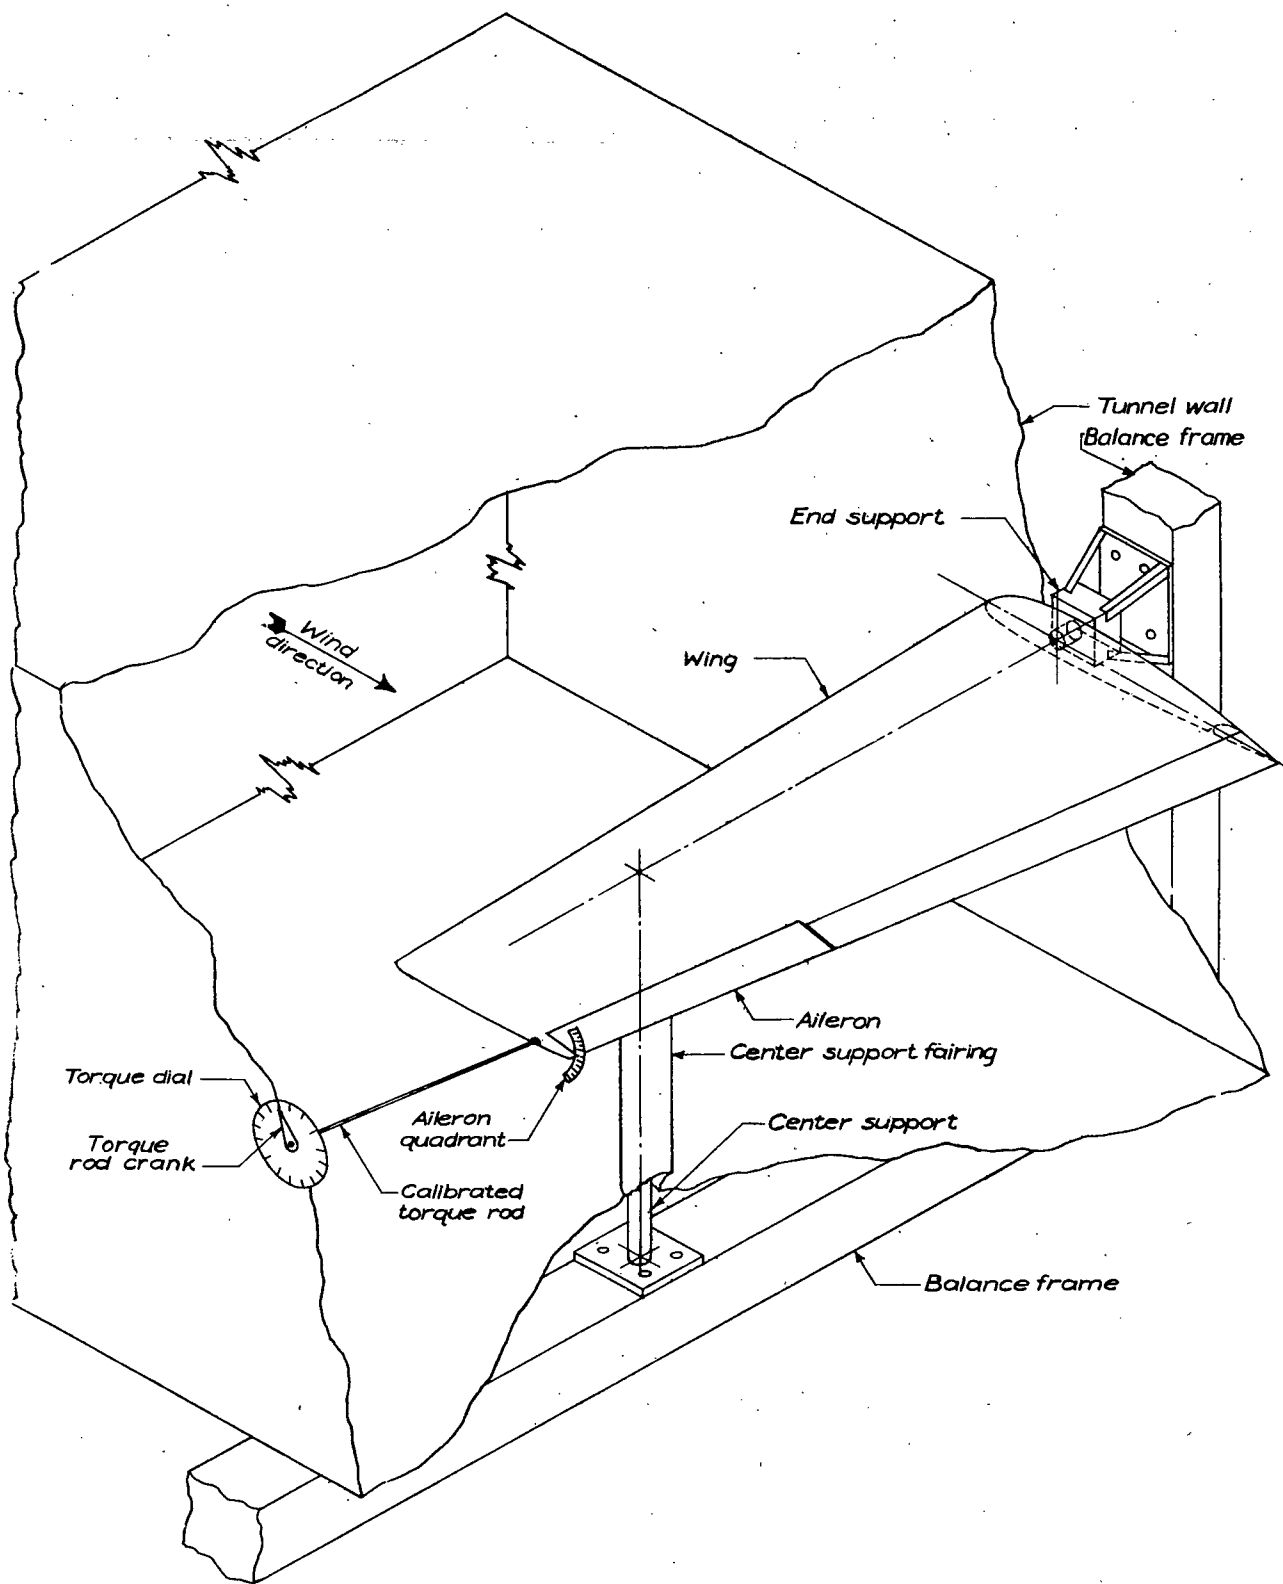 Tunnel wall
Balance frame
End support
Wind
direction
Wing
Aileron
Center support fairing
Torque dial
Aileron
quadrant
Center support
Torque
rod crank
Calibrated
torque rod
Balance frame